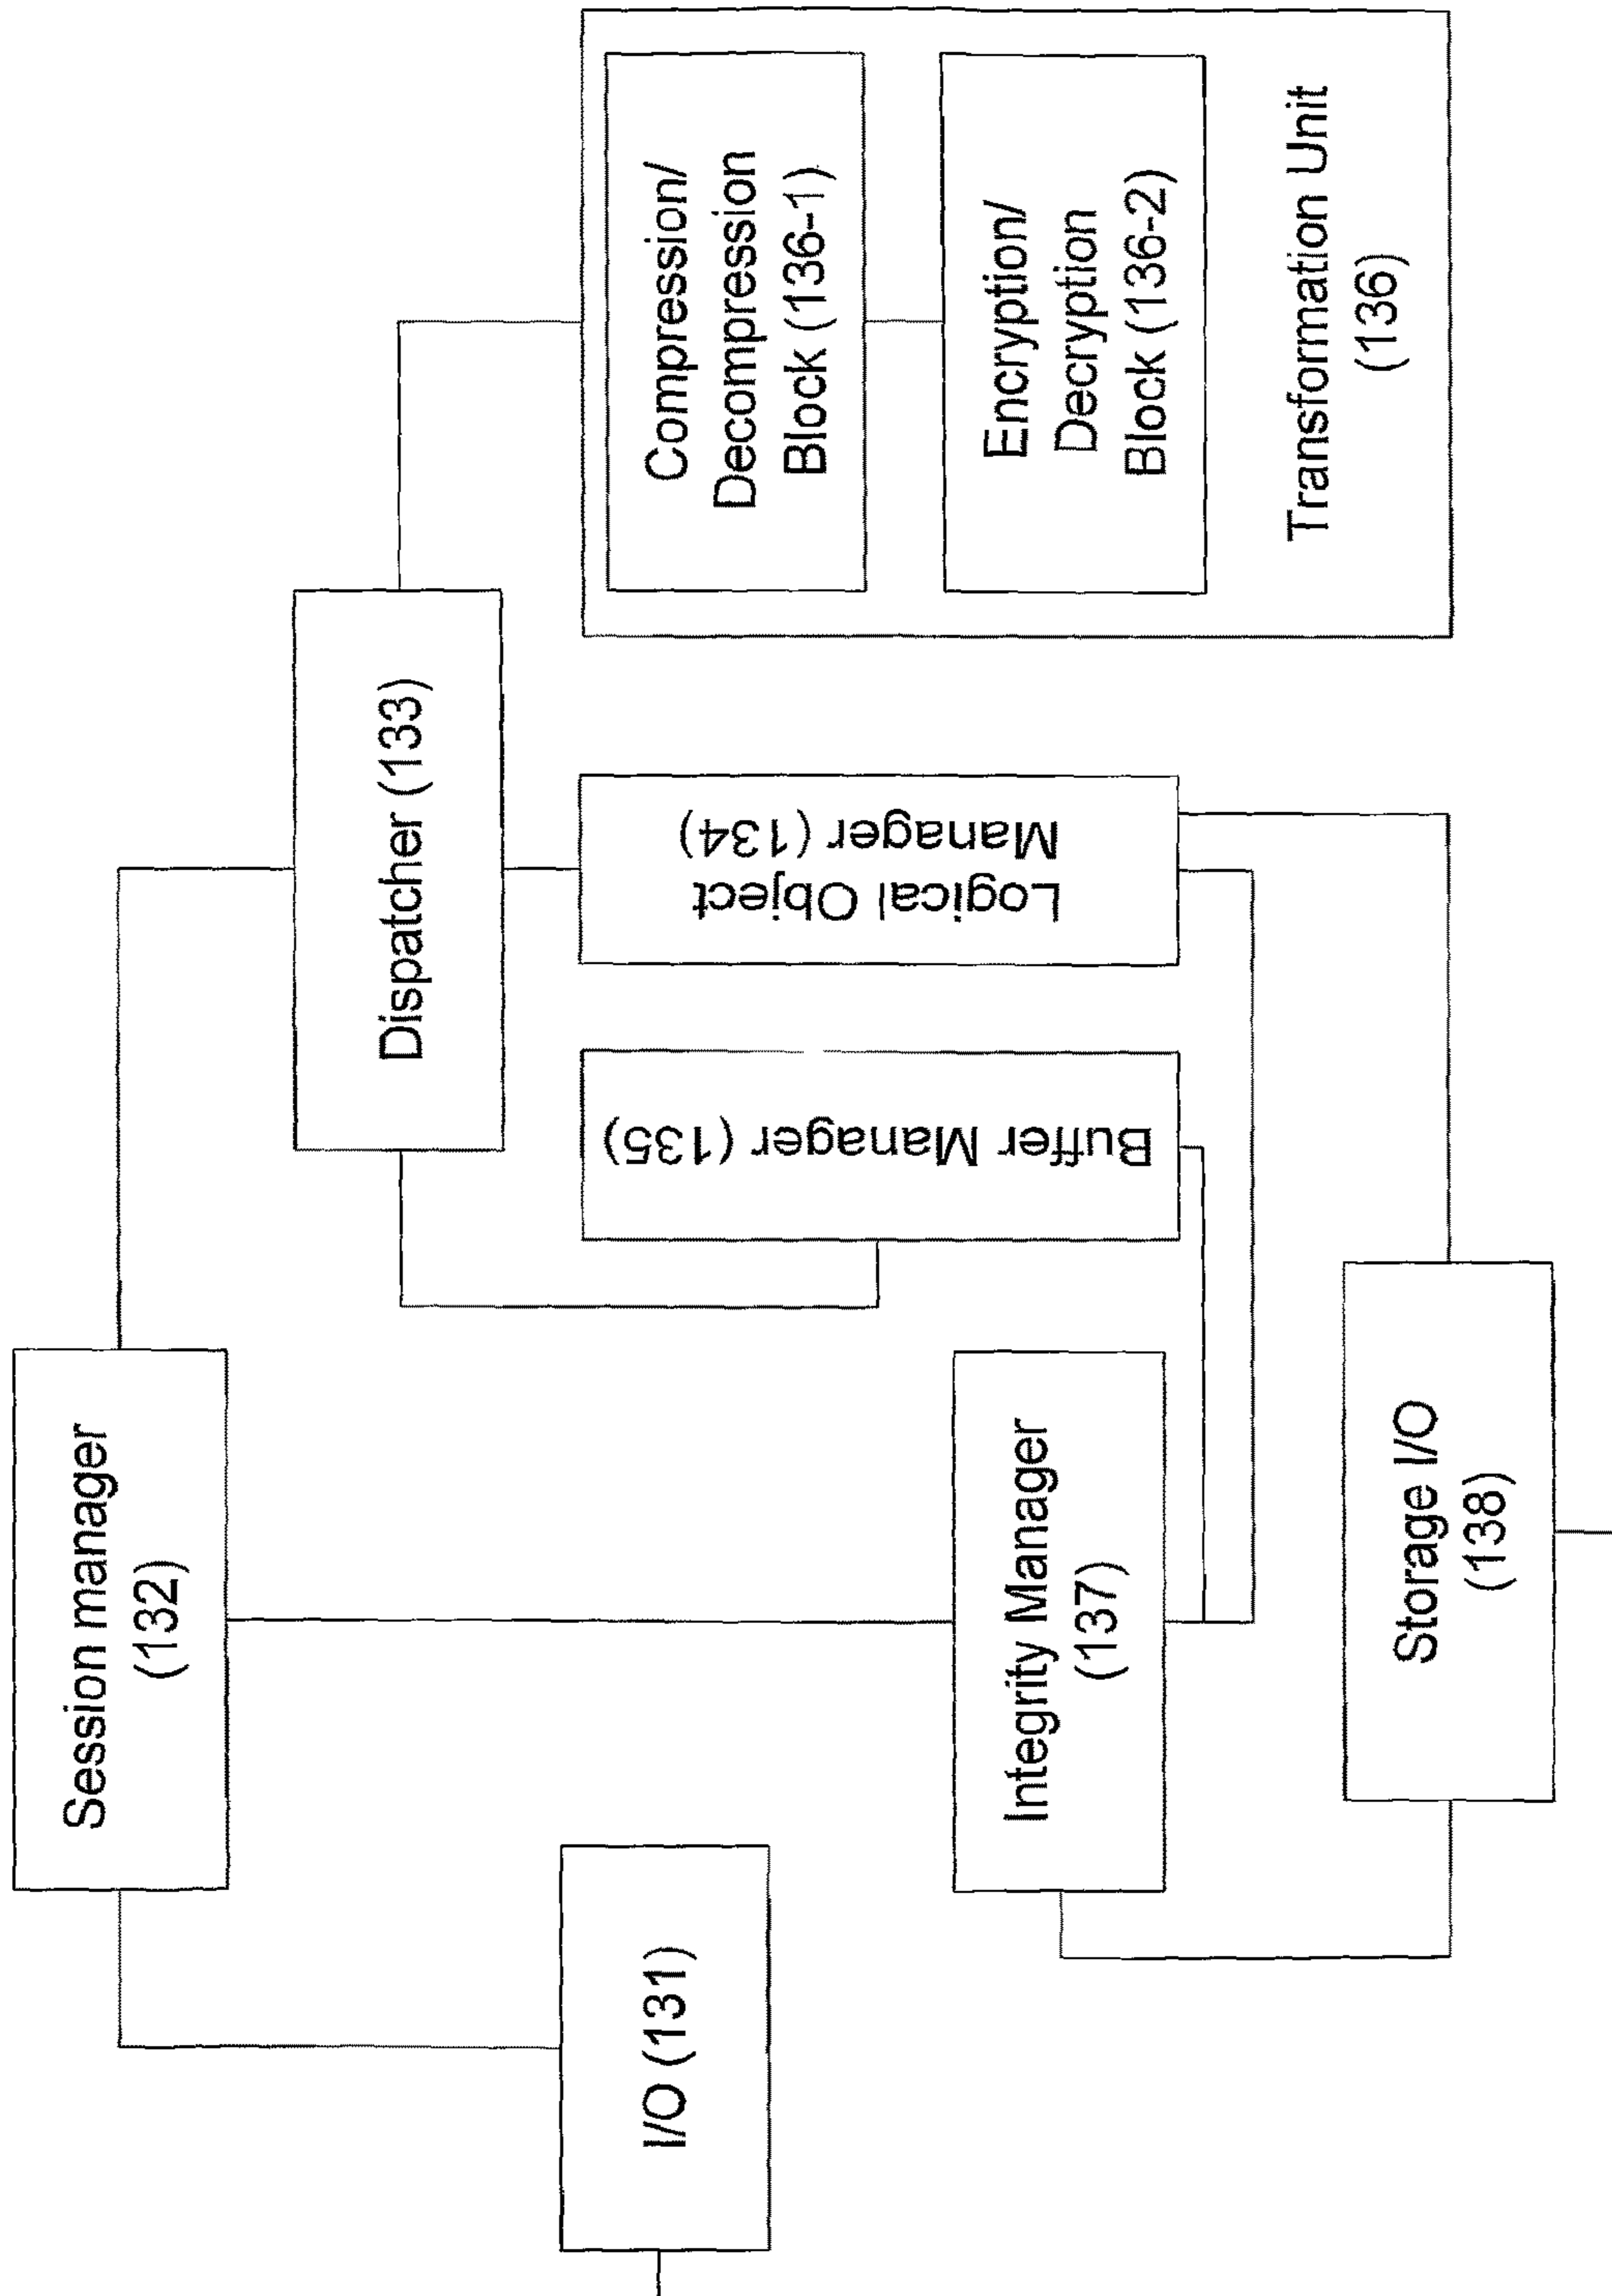 Session manager
(132)
I/O (131)
Dispatcher (133)
Buffer Manager (135)
Logical Object
Manager (134)
Compression/
Decompression
Block (136-1)
Encryption/
Decryption
Block (136-2)
Transformation Unit
(136)
Integrity Manager
(137)
Storage I/O
(138)